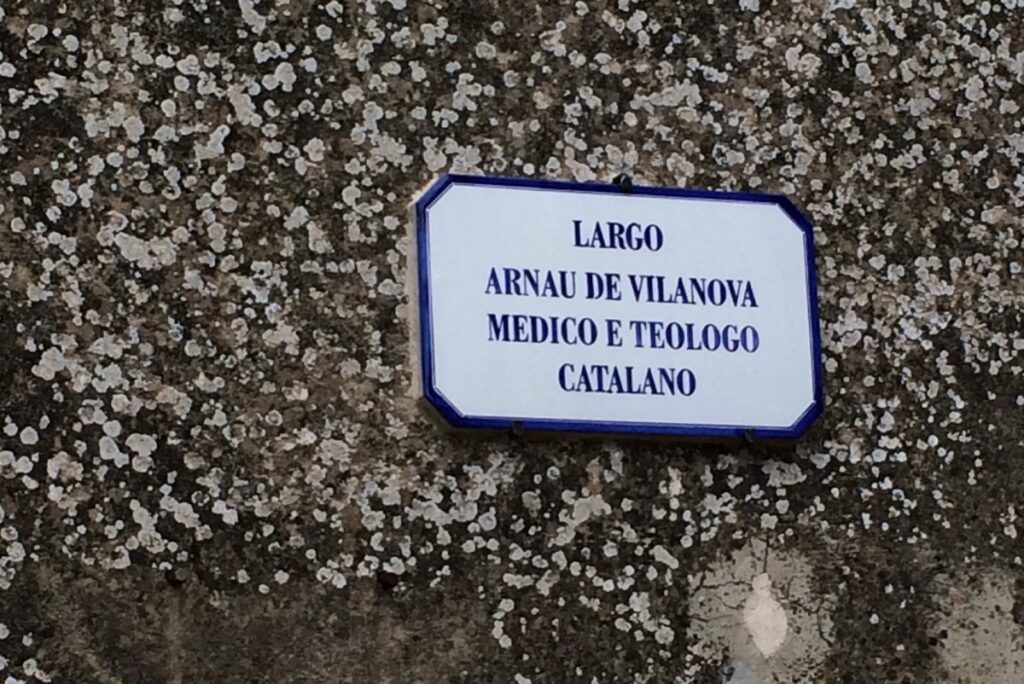 LARGO
ARNAU DE VILANOVA
MEDICO E TEOLOGO
CATALANO